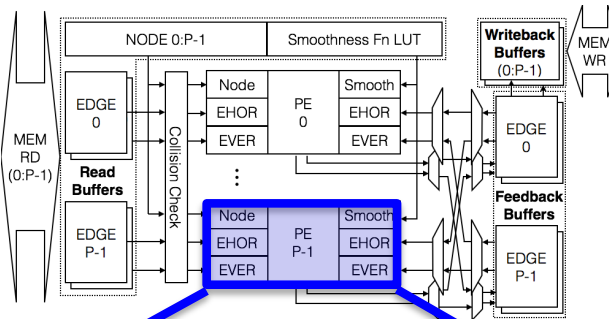 NODE 0:P-1
Smoothness Fn LUT
Writeback
Buffers
(0:P-1)
MEM
WR
MEM
RD
(0:P-1)
EDGE
0
Read
Buffers
EDGE
P-1
Collision Check
Node
EHOR
EVER
PE
0
Smooth
EHOR
EVER
⋮
Node
EHOR
EVER
PE
P-1
Smooth
EHOR
EVER
EDGE
0
Feedback
Buffers
EDGE
P-1